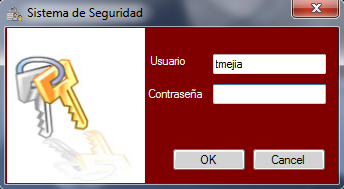 Sistema de Seguridad
Usuario tmejia
Contraseña
OK Cancel